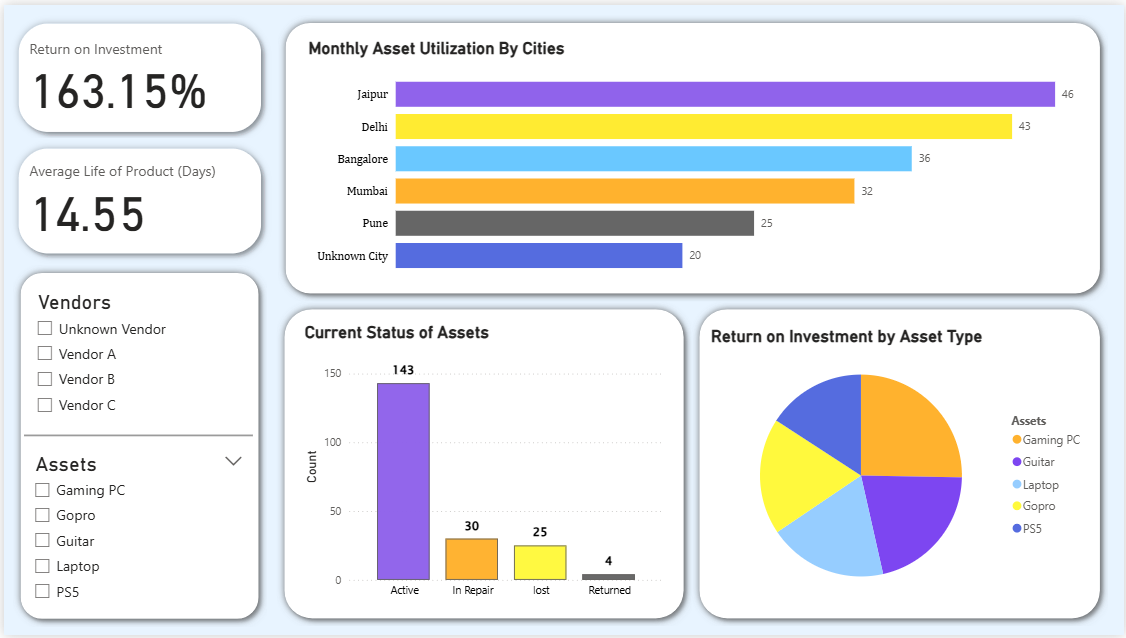 Return on Investment
163.15%
Average Life of Product (Days)
14.55
Vendors
Unknown Vendor
Vendor A
Vendor B
Vendor C
Assets
Gaming PC
Gopro
Guitar
Laptop
PS5
Monthly Asset Utilization By Cities
Jaipur 46
Delhi 43
Bangalore 36
Mumbai 32
Pune 25
Unknown City 20
Current Status of Assets
Count
150
100
50
0
143
30
25
4
Active In Repair lost Returned
Return on Investment by Asset Type
Assets
Gaming PC
Guitar
Laptop
Gopro
PS5